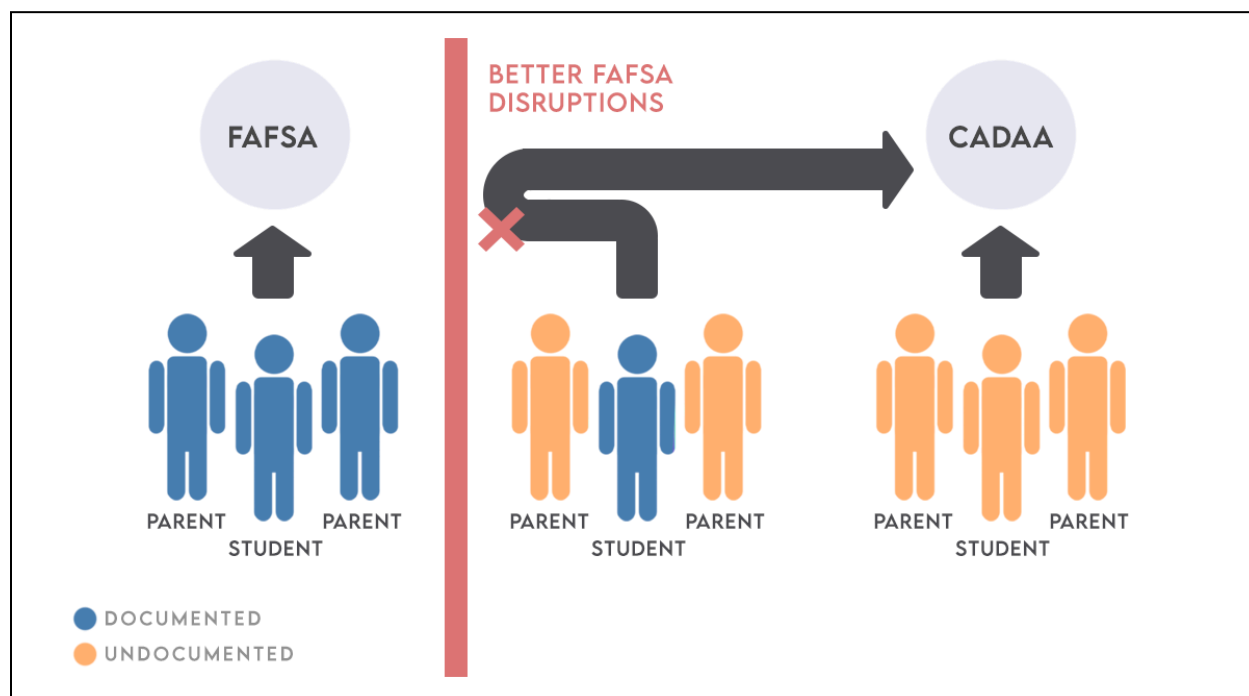 FAFSA
BETTER FAFSA
DISRUPTIONS
CADAA
PARENT
PARENT
STUDENT
PARENT
PARENT
STUDENT
PARENT
PARENT
STUDENT
DOCUMENTED
UNDOCUMENTED